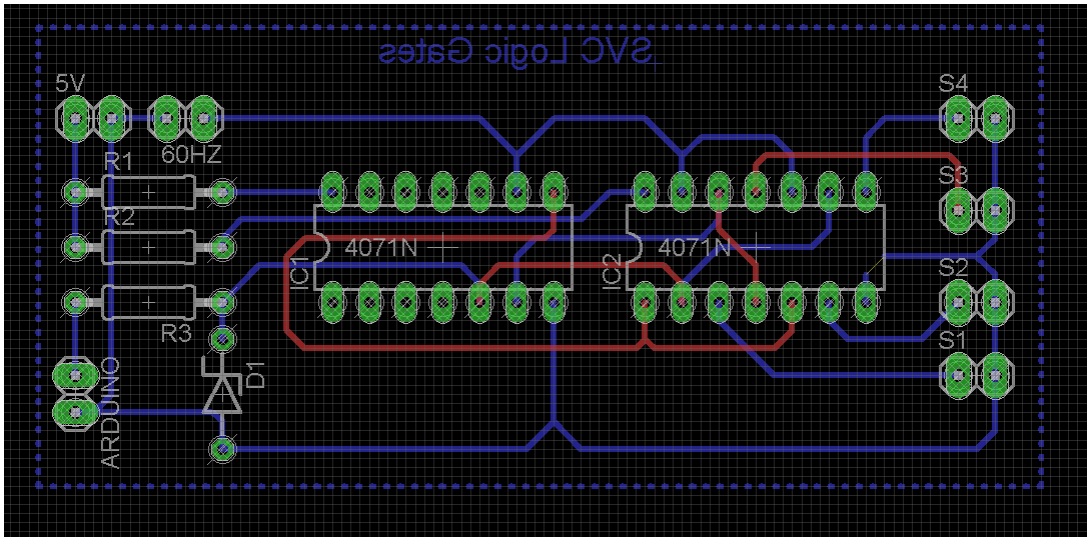 SVC Logic Gates
5V
S4
60HZ
R1
S3
R2
4071N
4071N
IC1
IC2
S2
R3
S1
D1
ARDUINO